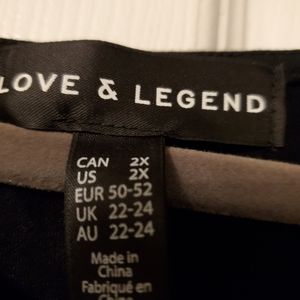 LOVE & LEGEND
CAN 2X
US 2X
EUR 50-52
UK 22-24
AU 22-24
Made in
China
Fabriqué en
Chine